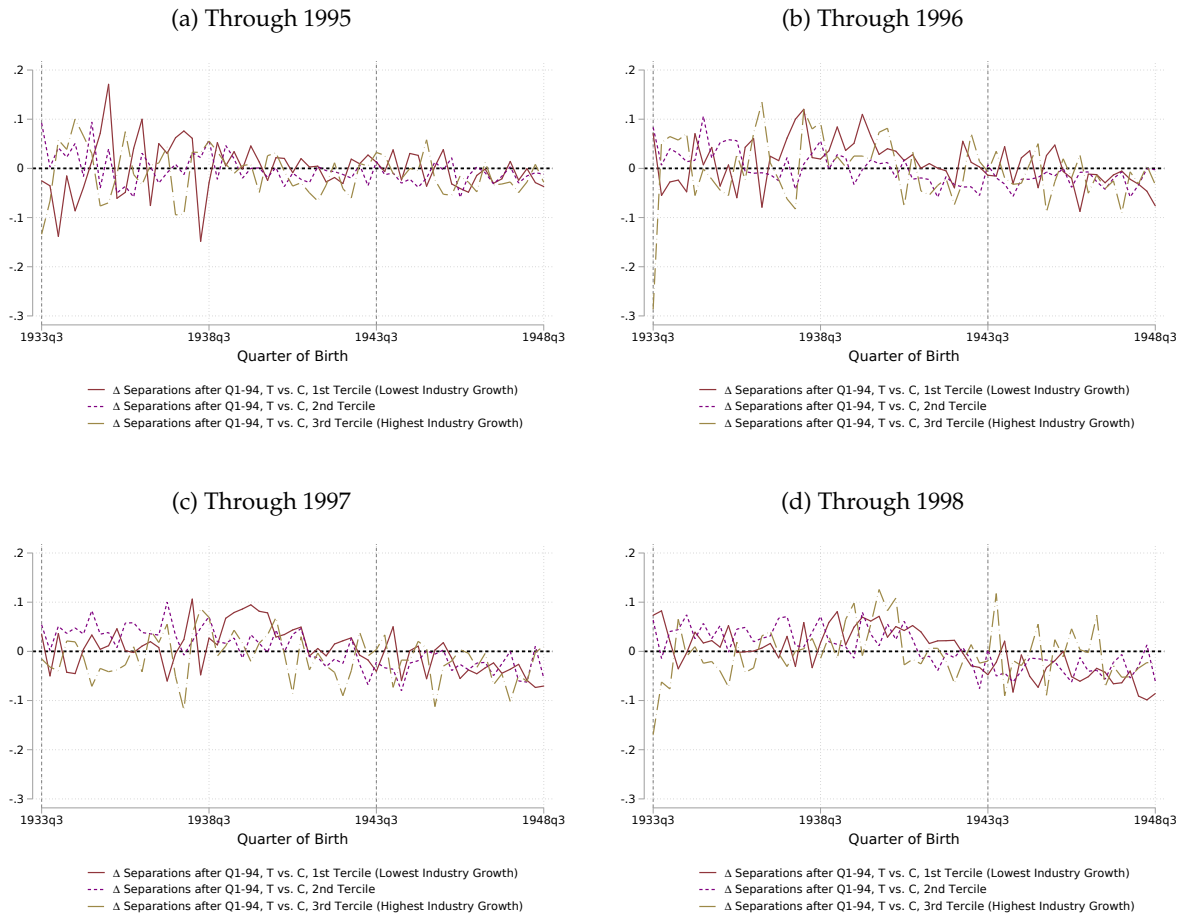 (a) Through 1995
.2
.1
0
-.1
-.2
-.3
1933q3 1938q3 1943q3 1948q3
Quarter of Birth
Δ Separations after Q1-94, T vs. C, 1st Tercile (Lowest Industry Growth)
Δ Separations after Q1-94, T vs. C, 2nd Tercile
Δ Separations after Q1-94, T vs. C, 3rd Tercile (Highest Industry Growth)
(b) Through 1996
.2
.1
0
-.1
-.2
-.3
1933q3 1938q3 1943q3 1948q3
Quarter of Birth
Δ Separations after Q1-94, T vs. C, 1st Tercile (Lowest Industry Growth)
Δ Separations after Q1-94, T vs. C, 2nd Tercile
Δ Separations after Q1-94, T vs. C, 3rd Tercile (Highest Industry Growth)
(c) Through 1997
.2
.1
0
-.1
-.2
-.3
1933q3 1938q3 1943q3 1948q3
Quarter of Birth
Δ Separations after Q1-94, T vs. C, 1st Tercile (Lowest Industry Growth)
Δ Separations after Q1-94, T vs. C, 2nd Tercile
Δ Separations after Q1-94, T vs. C, 3rd Tercile (Highest Industry Growth)
(d) Through 1998
.2
.1
0
-.1
-.2
-.3
1933q3 1938q3 1943q3 1948q3
Quarter of Birth
Δ Separations after Q1-94, T vs. C, 1st Tercile (Lowest Industry Growth)
Δ Separations after Q1-94, T vs. C, 2nd Tercile
Δ Separations after Q1-94, T vs. C, 3rd Tercile (Highest Industry Growth)